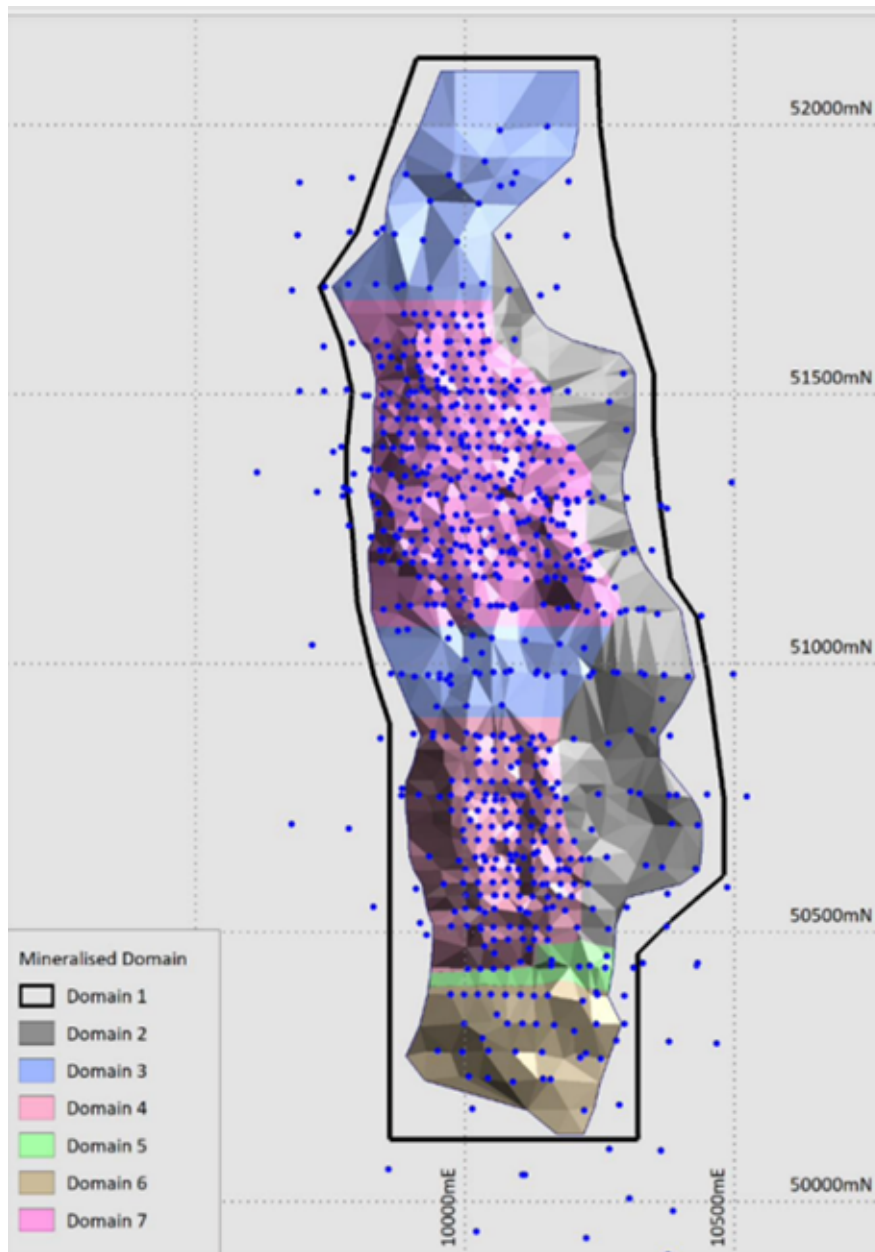 52000mN
51500mN
51000mN
50500mN
Mineralised Domain
Domain 1
Domain 2
Domain 3
Domain 4
Domain 5
Domain 6
Domain 7
50000mN
10000mE
10500mE